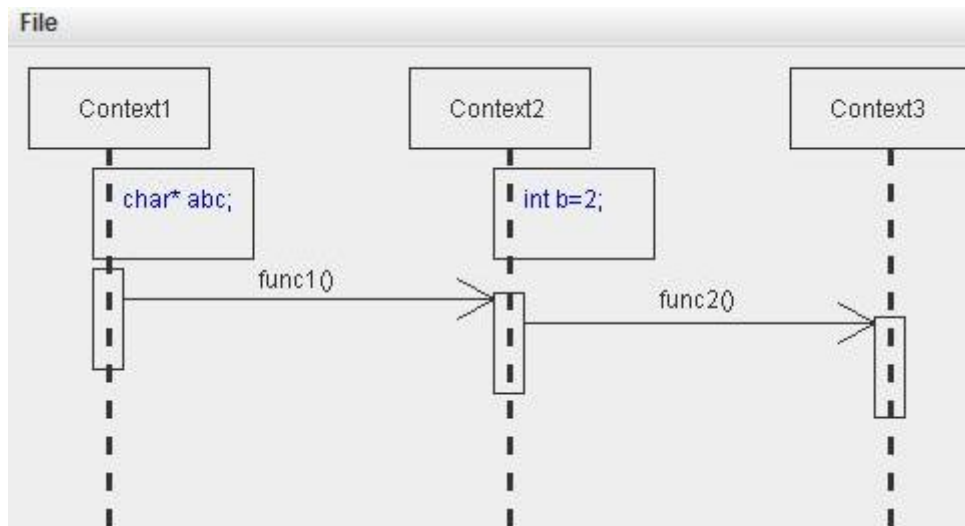 File
Context1
Context2
Context3
char* abc;
int b=2;
func1()
func2()